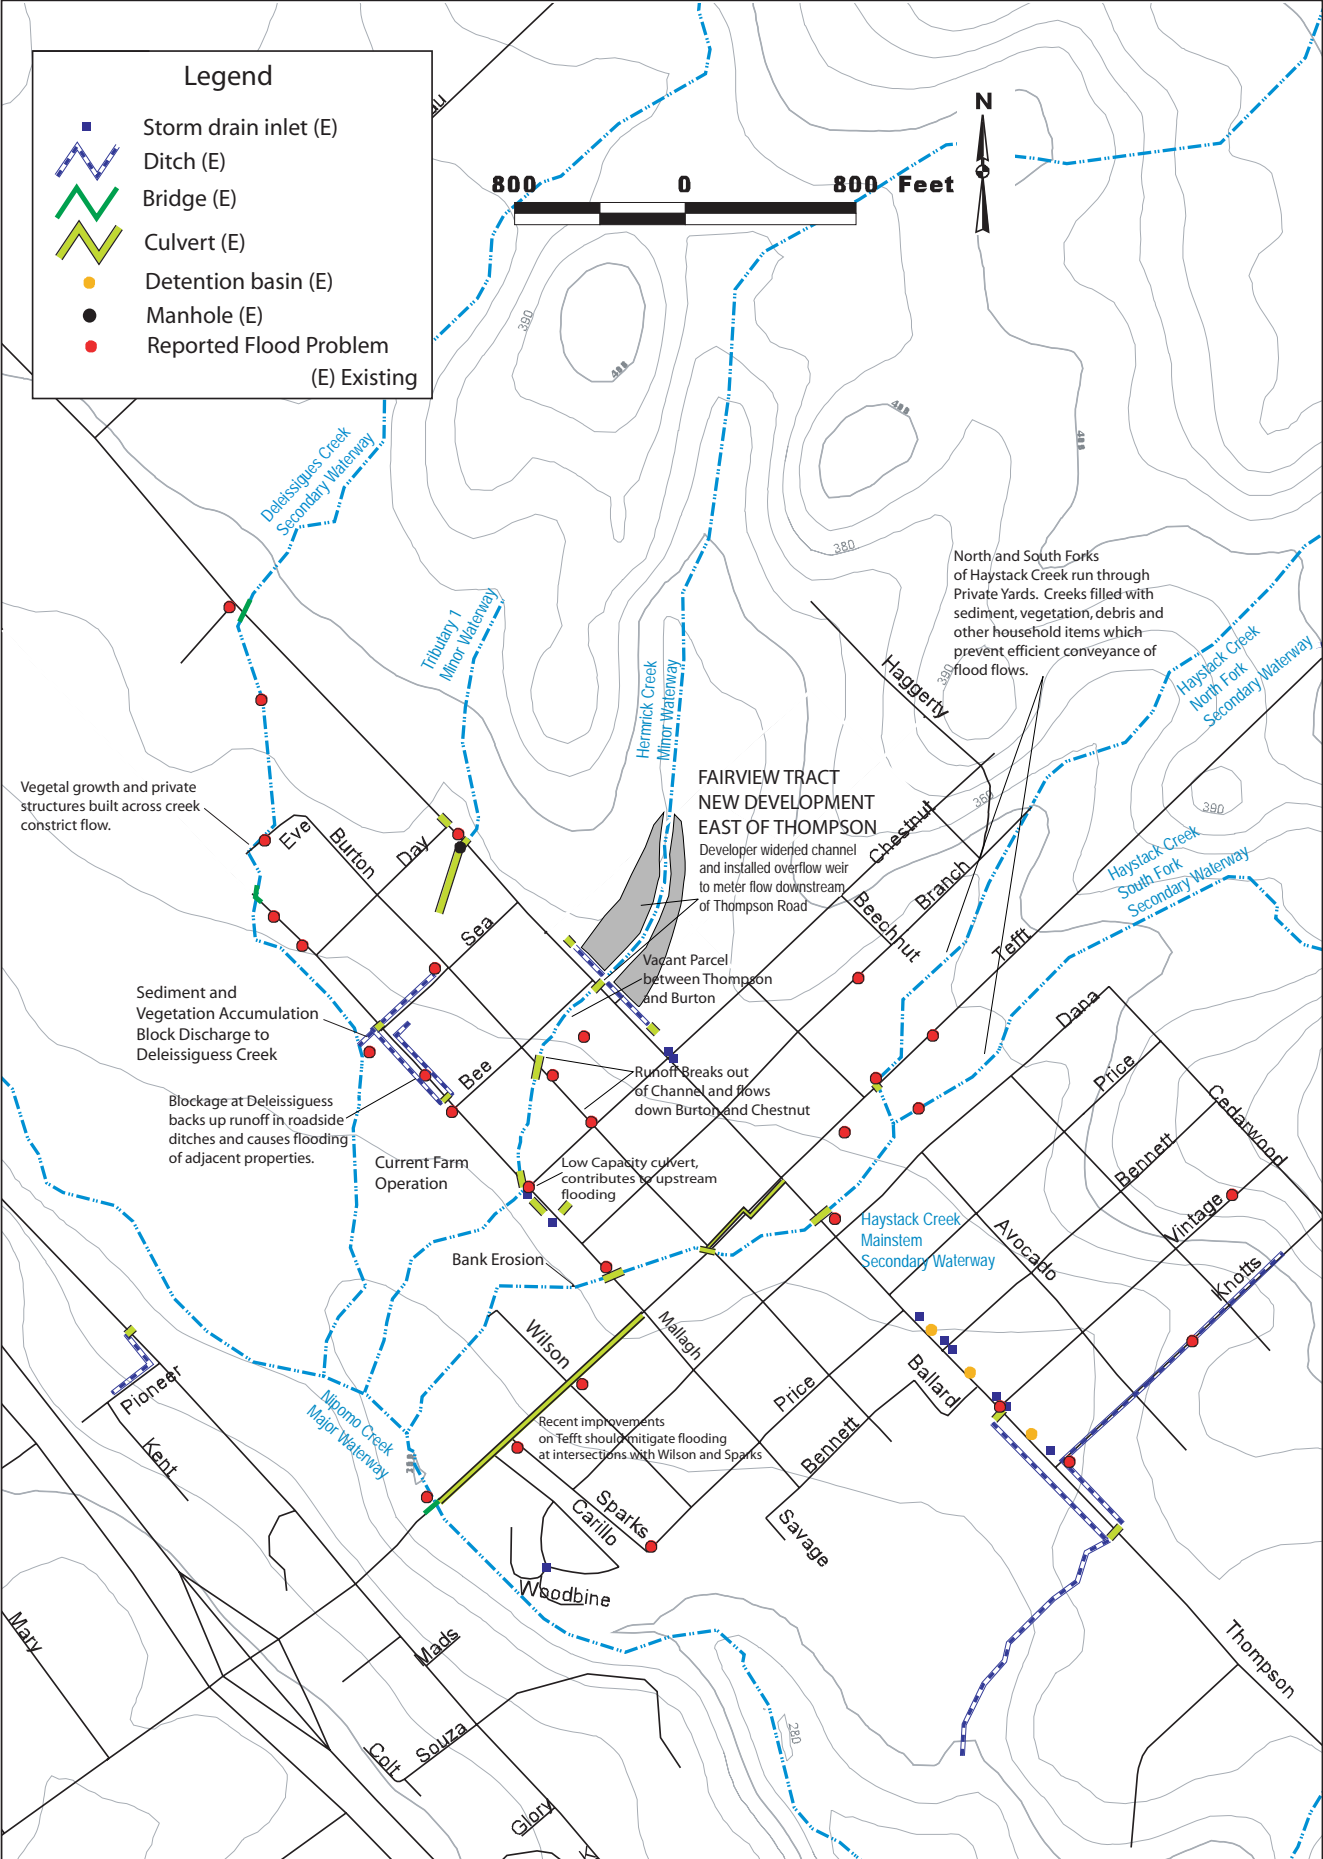 Legend
Storm drain inlet (E)
Ditch (E)
Bridge (E)
Culvert (E)
Detention basin (E)
Manhole (E)
Reported Flood Problem
(E) Existing
N
800 0 800 Feet
390
380
390
360
390
280
Deleissigues Creek
Secondary Waterway
Tributary 1
Minor Waterway
Hermrick Creek
Minor Waterway
North and South Forks
of Haystack Creek run through
Private Yards. Creeks filled with
sediment, vegetation, debris and
other household items which
prevent efficient conveyance of
flood flows.
Haystack Creek
North Fork
Secondary Waterway
Haystack Creek
South Fork
Secondary Waterway
Haggerty
Vegetal growth and private
structures built across creek
constrict flow.
FAIRVIEW TRACT
NEW DEVELOPMENT
EAST OF THOMPSON
Developer widened channel
and installed overflow weir
to meter flow downstream
of Thompson Road
Eve
Burton
Day
Sea
Bee
Chestnut
Branch
Beechnut
Tefft
Dana
Price
Bennett
Cedarwood
Vintage
Knotts
Avocado
Vacant Parcel
between Thompson
and Burton
Sediment and
Vegetation Accumulation
Block Discharge to
Deleissiguess Creek
Runoff Breaks out
of Channel and flows
down Burton and Chestnut
Blockage at Deleissiguess
backs up runoff in roadside
ditches and causes flooding
of adjacent properties.
Current Farm
Operation
Low Capacity culvert,
contributes to upstream
flooding
Haystack Creek
Mainstem
Secondary Waterway
Bank Erosion
Wilson
Mallagh
Price
Bennett
Ballard
Savage
Pioneer
Kent
Nipomo Creek
Major Waterway
Recent improvements
on Tefft should mitigate flooding
at intersections with Wilson and Sparks
Sparks
Carillo
Woodbine
Mary
Mads
Souza
Colt
Glory
Thompson